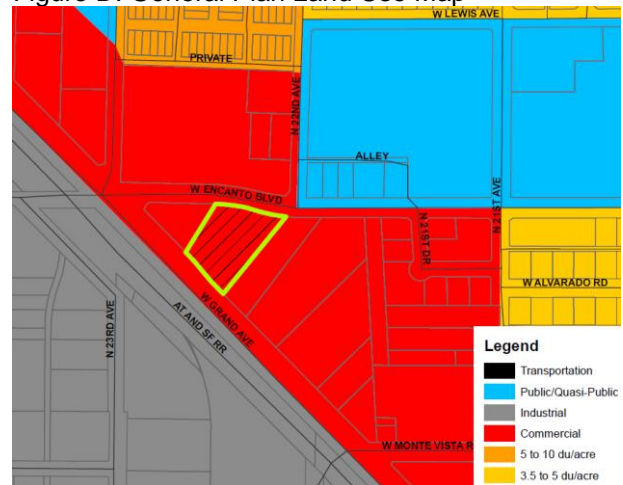 W LEWIS AVE
PRIVATE
N 22ND AVE
ALLEY
W ENCANTO BLVD
N 21ST AVE
N 21ST DR
W ALVARADO RD
W GRAND AVE
AT AND SF RR
N 23RD AVE
W MONTE VISTA R
Legend
Transportation
Public/Quasi-Public
Industrial
Commercial
5 to 10 du/acre
3.5 to 5 du/acre